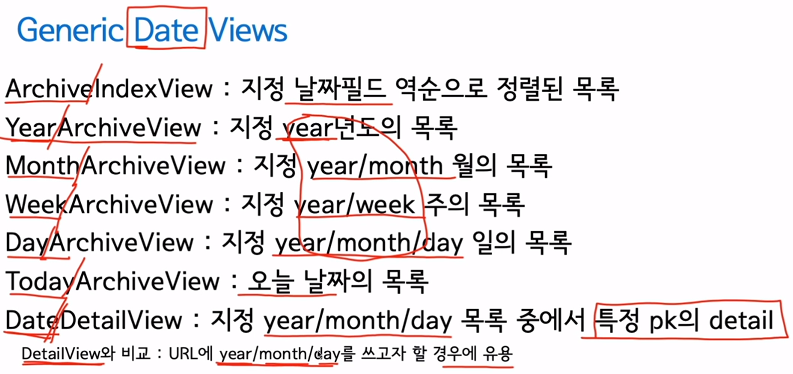 Generic Date Views
ArchiveIndexView : 지정 날짜필드 역순으로 정렬된 목록
YearArchiveView : 지정 year년도의 목록
MonthArchiveView : 지정 year/month 월의 목록
WeekArchiveView : 지정 year/week 주의 목록
DayArchiveView : 지정 year/month/day 일의 목록
TodayArchiveView : 오늘 날짜의 목록
DateDetailView : 지정 year/month/day 목록 중에서 특정 pk의 detail
DetailView와 비교 : URL에 year/month/day를 쓰고자 할 경우에 유용